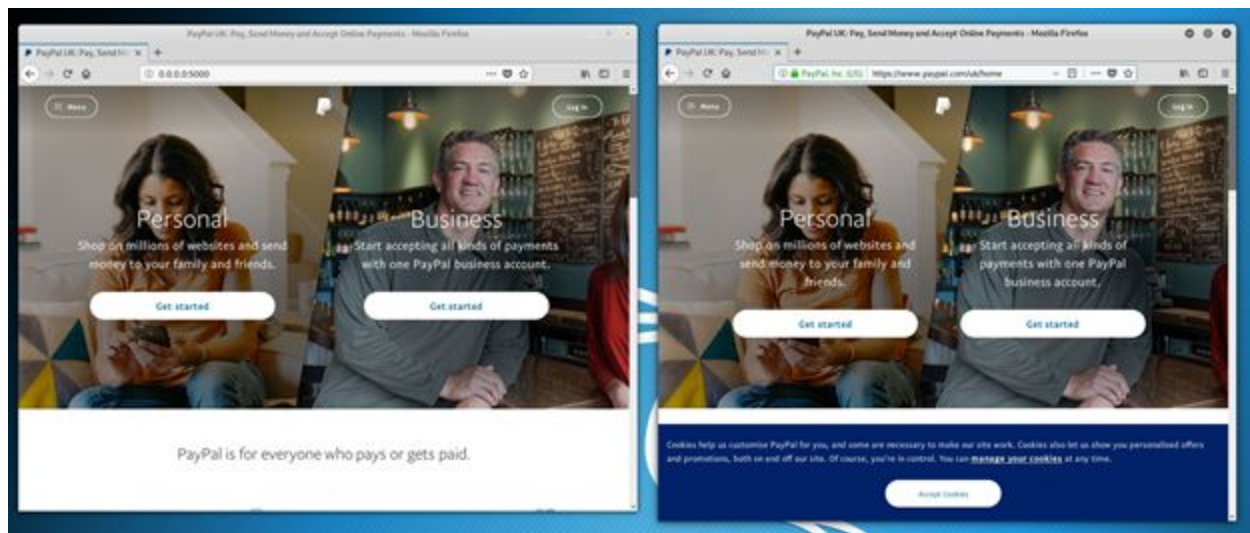 PayPal UK: Pay, Send Money and Accept Online Payments - Mozilla Firefox
PayPal UK: Pay, Send
0.0.0.0:5000
Menu
Log In
Personal
Shop on millions of websites and send
money to your family and friends.
Get started
Business
Start accepting all kinds of payments
with one PayPal business account.
Get started
PayPal is for everyone who pays or gets paid.
PayPal UK: Pay, Send Money and Accept Online Payments - Mozilla Firefox
PayPal UK: Pay, Send
PayPal, Inc. (US) https://www.paypal.com/uk/home
Menu
Log In
Personal
Shop on millions of websites and
send money to your family and
friends.
Get started
Business
Start accepting all kinds of
payments with one PayPal
business account.
Get started
Cookies help us customise PayPal for you, and some are necessary to make our site work. Cookies also let us show you personalised offers
and promotions, both on and off our site. Of course, you're in control. You can manage your cookies at any time.
Accept Cookies